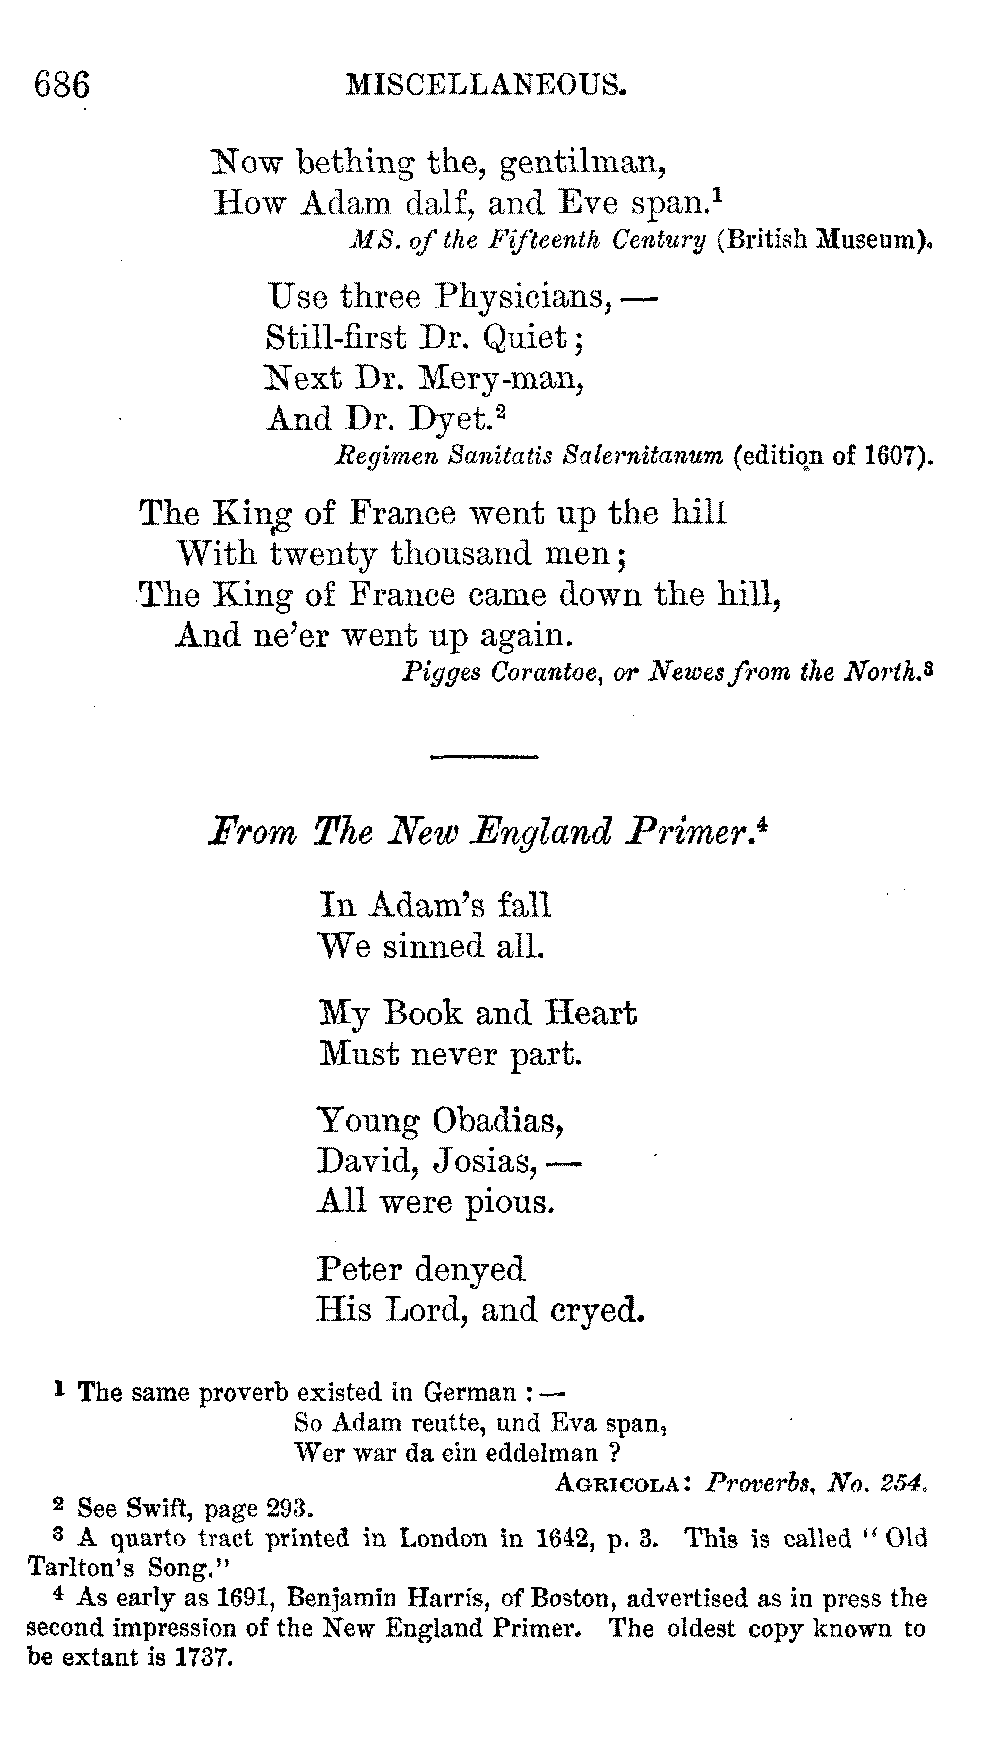 686 MISCELLANEOUS.
Now bething the, gentilman,
How Adam dalf, and Eve span.¹
MS. of the Fifteenth Century (British Museum).
Use three Physicians, —
Still-first Dr. Quiet;
Next Dr. Mery-man,
And Dr. Dyet.²
Regimen Sanitatis Salernitanum (edition of 1607).
The King of France went up the hill
With twenty thousand men;
The King of France came down the hill,
And ne'er went up again.
Pigges Corantoe, or Newes from the North.³
From The New England Primer.⁴
In Adam's fall
We sinned all.
My Book and Heart
Must never part.
Young Obadias,
David, Josias, —
All were pious.
Peter denyed
His Lord, and cryed.
1 The same proverb existed in German : —
So Adam reutte, und Eva span,
Wer war da ein eddelman ?
AGRICOLA: Proverbs, No. 254.
2 See Swift, page 293.
3 A quarto tract printed in London in 1642, p. 3. This is called "Old
Tarlton's Song."
4 As early as 1691, Benjamin Harris, of Boston, advertised as in press the
second impression of the New England Primer. The oldest copy known to
be extant is 1737.